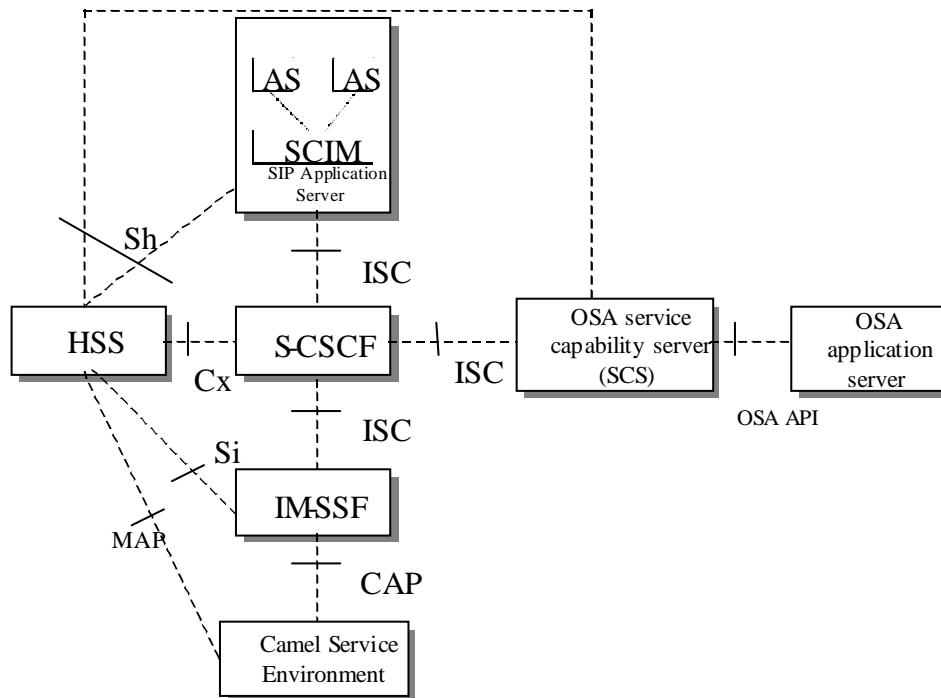 AS AS
SCIM
SIP Application
Server
Sh
ISC
HSS
S-CSCF
OSA service
capability server
(SCS)
OSA
application
server
Cx
ISC
OSA API
ISC
Si
IM-SSF
MAP
CAP
Camel Service
Environment